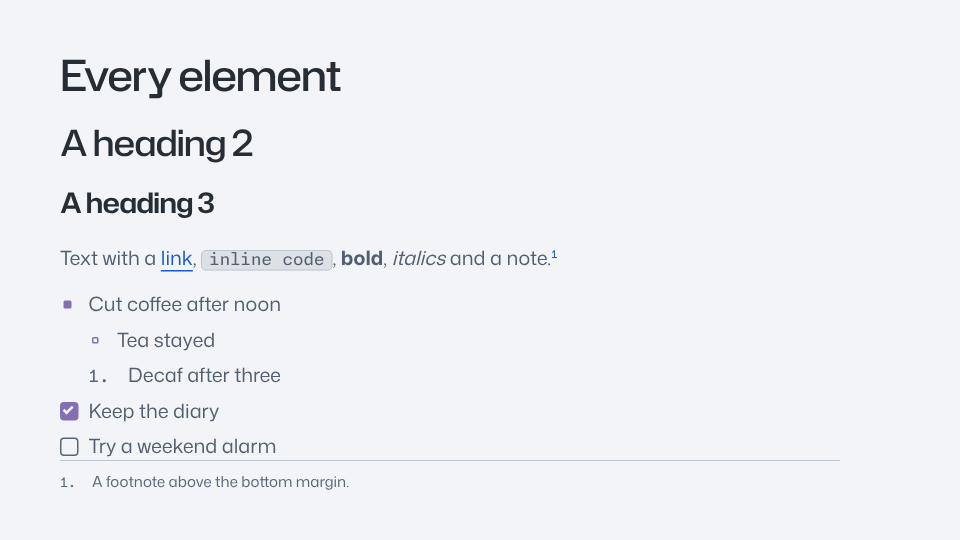 Every element
A heading 2
A heading 3
Text with a link, inline code, bold, italics and a note.1
Cut coffee after noon
Tea stayed
1. Decaf after three
Keep the diary
Try a weekend alarm
1. A footnote above the bottom margin.